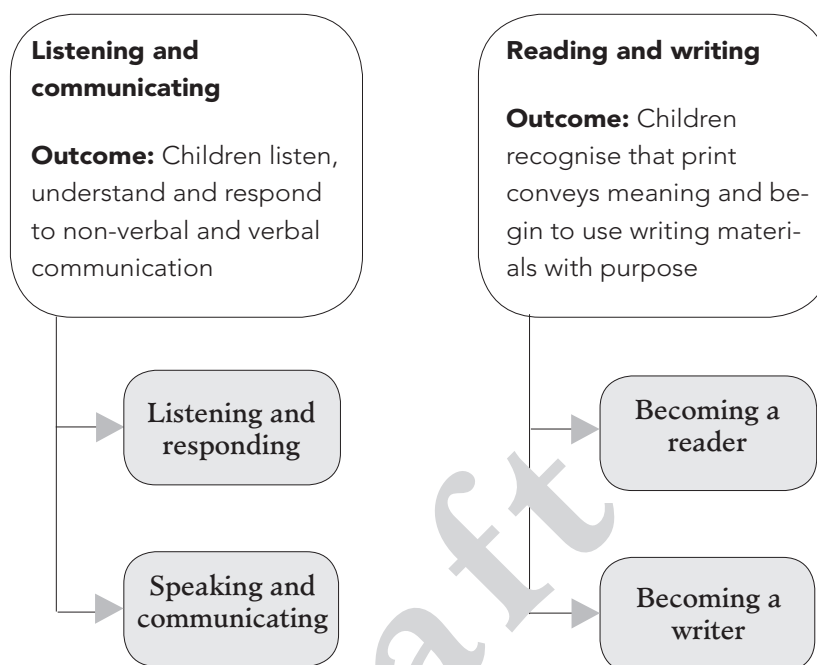 Listening and
communicating
Outcome: Children listen,
understand and respond
to non-verbal and verbal
communication
Listening and
responding
Speaking and
communicating
Reading and writing
Outcome: Children
recognise that print
conveys meaning and be-
gin to use writing materi-
als with purpose
Becoming a
reader
Becoming a
writer